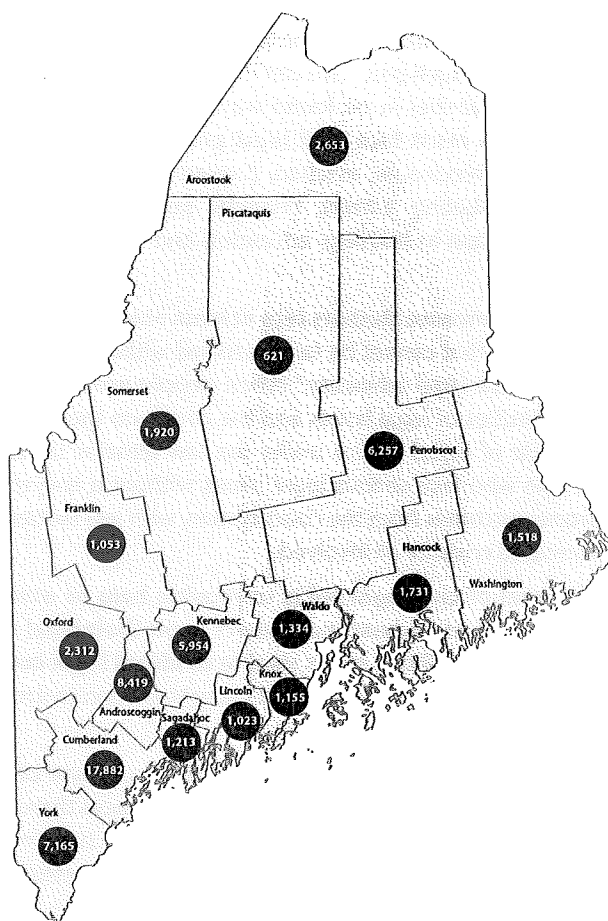 2,653
Aroostook
Piscataquis
621
Somerset
1,920
6,257
Penobscot
Franklin
1,053
Hancock
1,518
Washington
1,731
Oxford
2,312
Kennebec
5,954
Waldo
1,334
8,419
Androscoggin
Knox
1,155
Lincoln
1,023
Sagadahoc
1,213
Cumberland
17,882
York
7,165